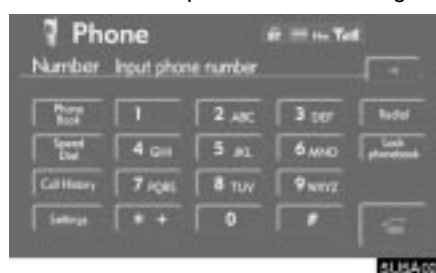 Phone
Number Input phone number
Phone Book 1 2 ABC 3 DEF Redial
Speed Dial 4 GHI 5 JKL 6 MNO Lock phonebook
Call History 7 PQRS 8 TUV 9 WXYZ
Settings * + 0 #